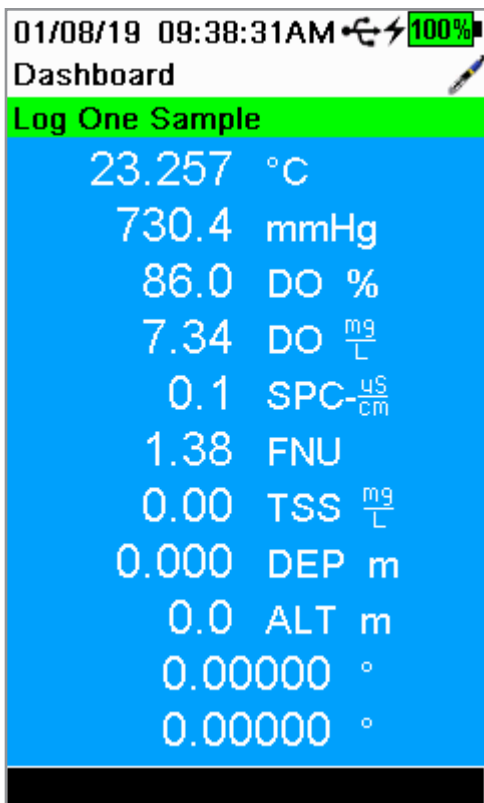 01/08/19 09:38:31AM 100%
Dashboard
Log One Sample
23.257 °C
730.4 mmHg
86.0 DO %
7.34 DO mg/L
0.1 SPC-uS/cm
1.38 FNU
0.00 TSS mg/L
0.000 DEP m
0.0 ALT m
0.00000 °
0.00000 °